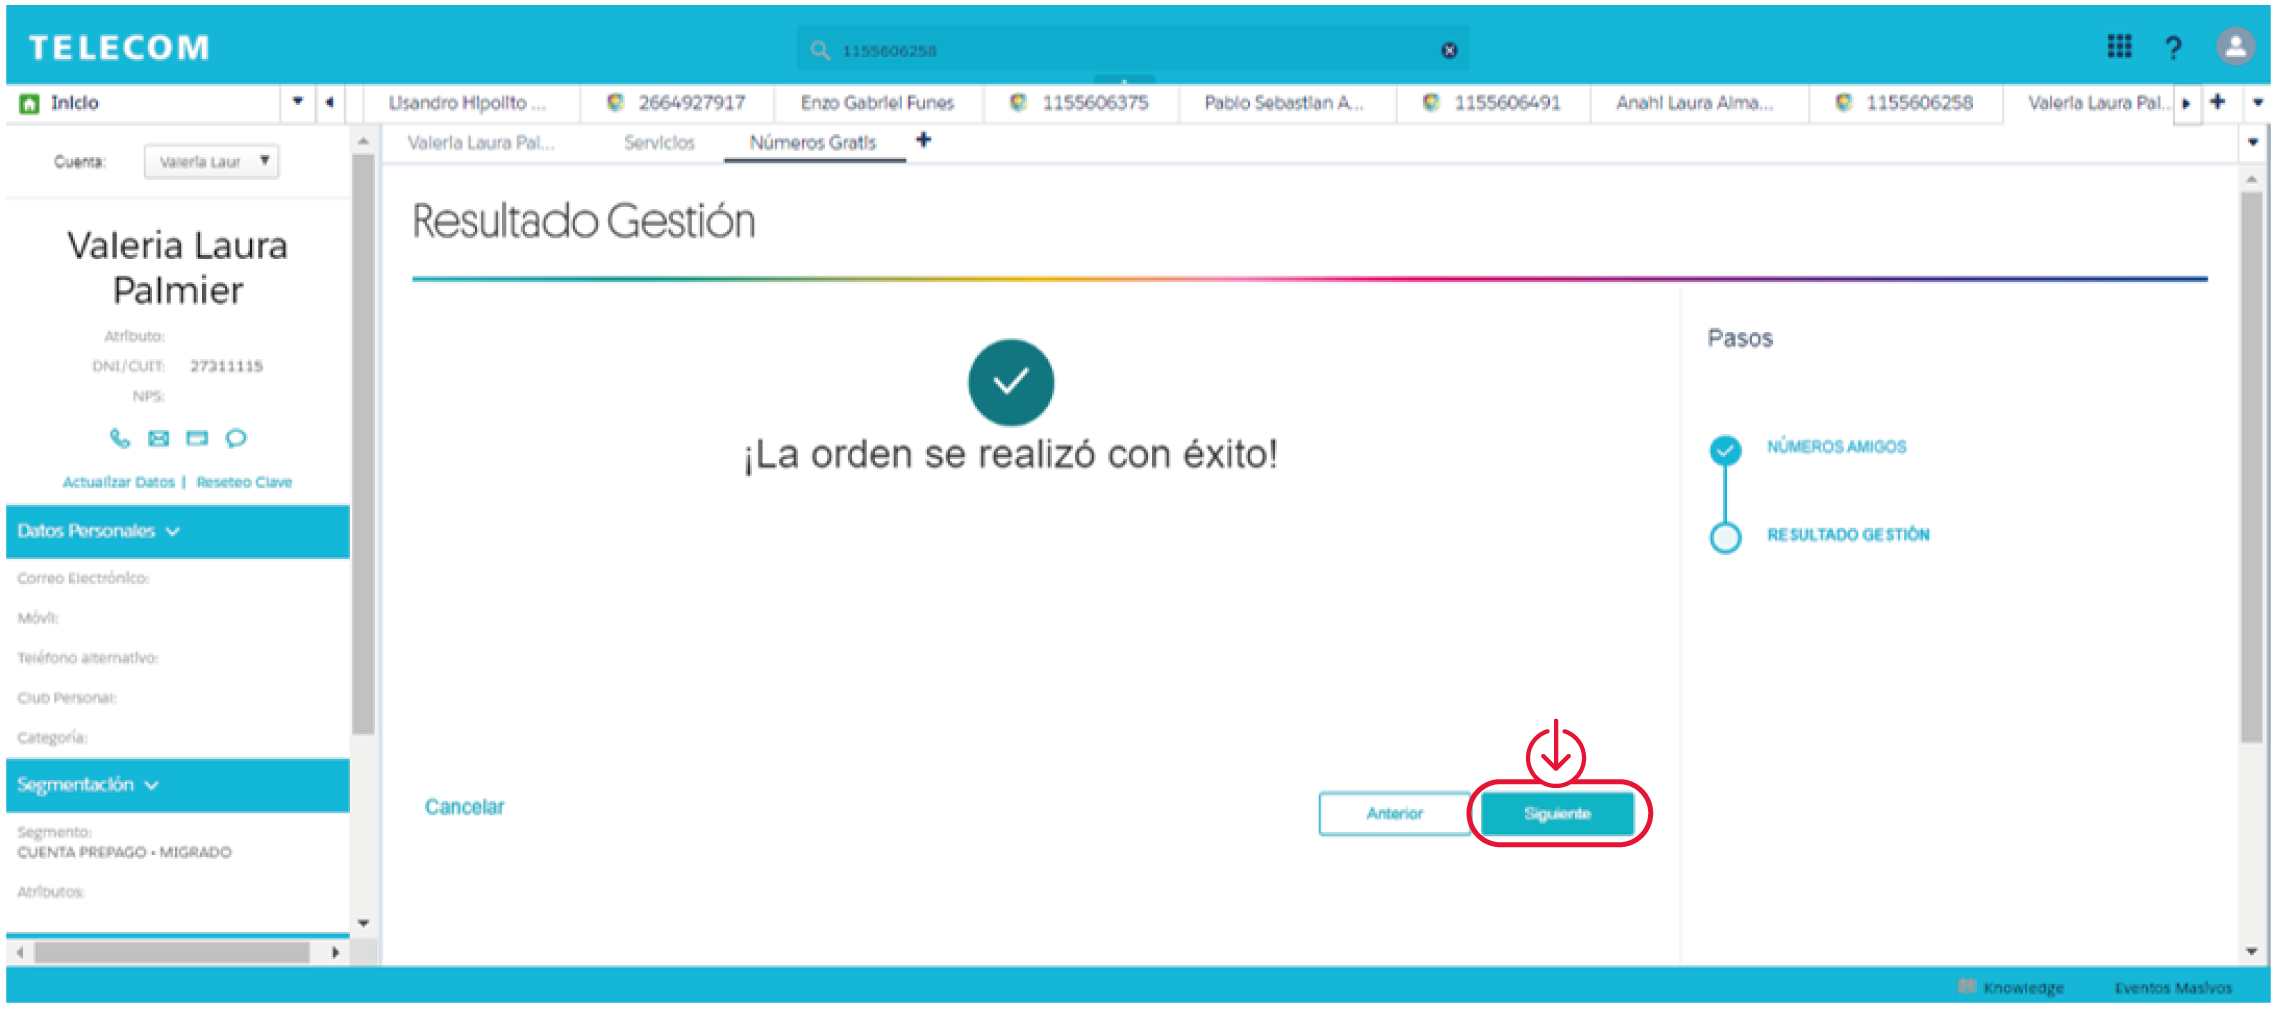 TELECOM
1155606258
?
Inicio
Lisandro Hipolito ...
2664927917
Enzo Gabriel Funes
1155606375
Pablo Sebastian A...
1155606491
Anahi Laura Alma...
1155606258
Valeria Laura Pal...
Cuenta:
Valeria Laur
Valeria Laura Pal...
Servicios
Números Gratis
Resultado Gestión
Valeria Laura
Palmier
Atributo:
DNI/CUIT: 27311115
NPS:
Actualizar Datos | Reseteo Clave
Datos Personales
Correo Electrónico:
Móvil:
Teléfono alternativo:
Club Personal:
Categoría:
Segmentación
Segmento:
CUENTA PREPAGO - MIGRADO
Atributos:
¡La orden se realizó con éxito!
Cancelar
Anterior
Siguiente
Pasos
NÚMEROS AMIGOS
RESULTADO GESTIÓN
Knowledge
Eventos Masivos